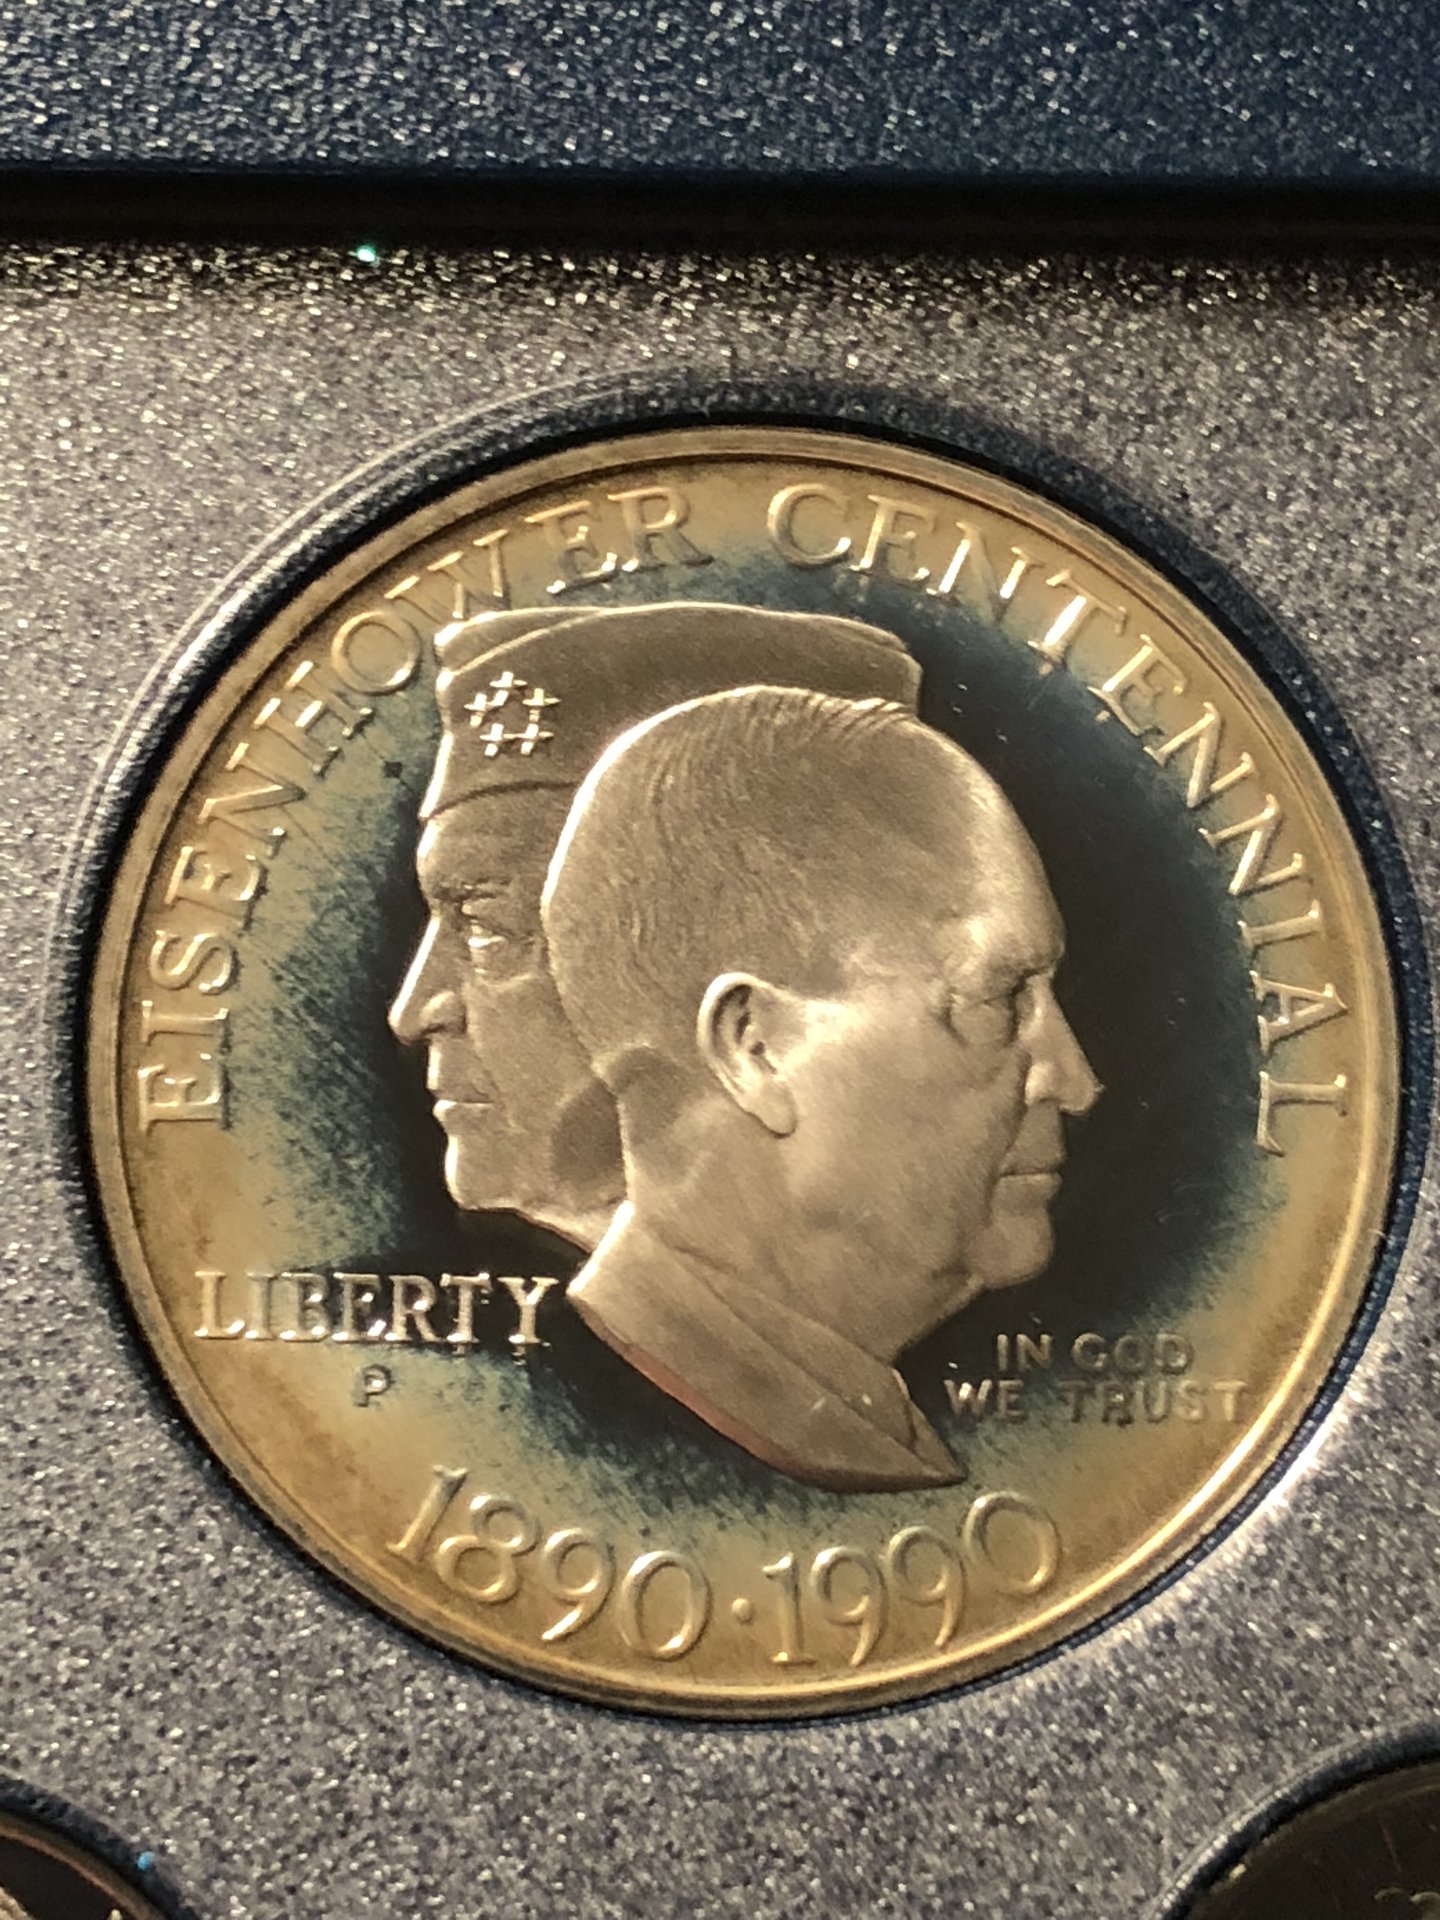 EISENHOWER CENTENNIAL
LIBERTY
P
IN GOD
WE TRUST
1890·1990